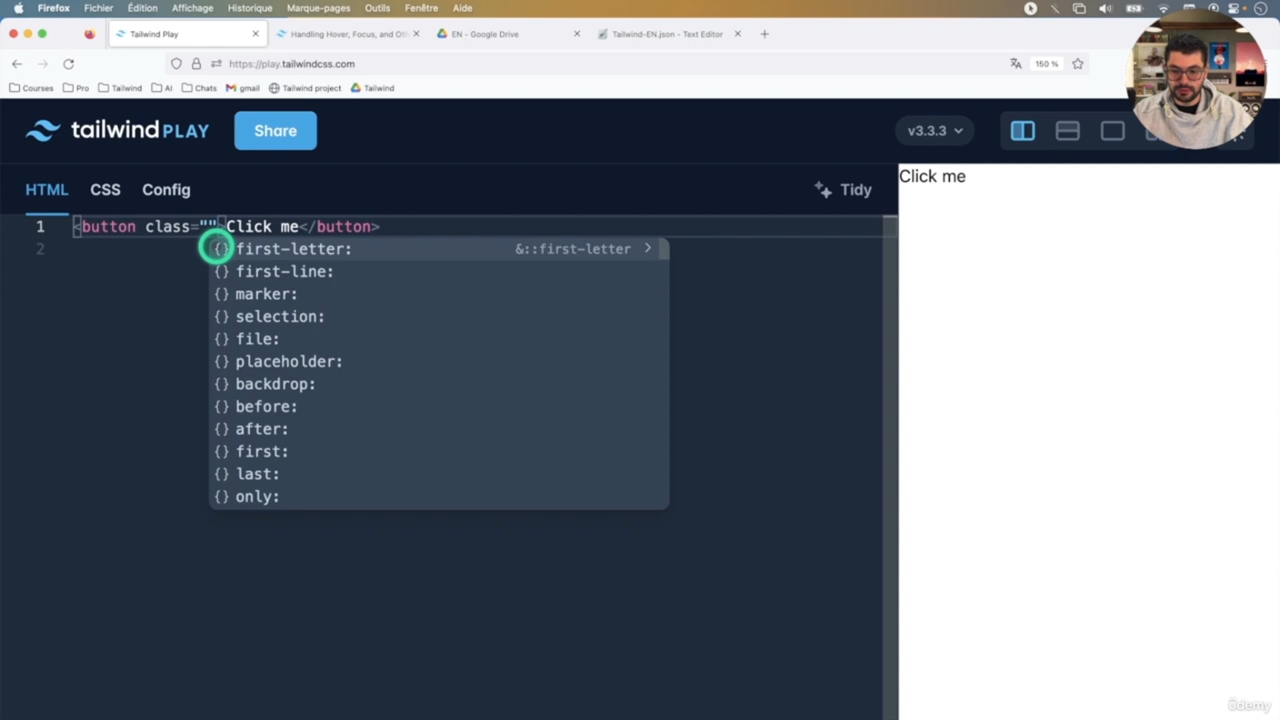 Firefox Fichier Édition Affichage Historique Marque-pages Outils Fenêtre Aide
Tailwind Play
Handling Hover, Focus, and Oth
EN - Google Drive
Tailwind-EN.json - Text Editor
https://play.tailwindcss.com
150 %
Courses Pro Tailwind AI Chats gmail Tailwind project Tailwind
tailwind PLAY
Share
v3.3.3
HTML CSS Config
Tidy
1 <button class="">Click me</button>
2
{} first-letter: &::first-letter
{} first-line:
{} marker:
{} selection:
{} file:
{} placeholder:
{} backdrop:
{} before:
{} after:
{} first:
{} last:
{} only:
Click me
ûdemy